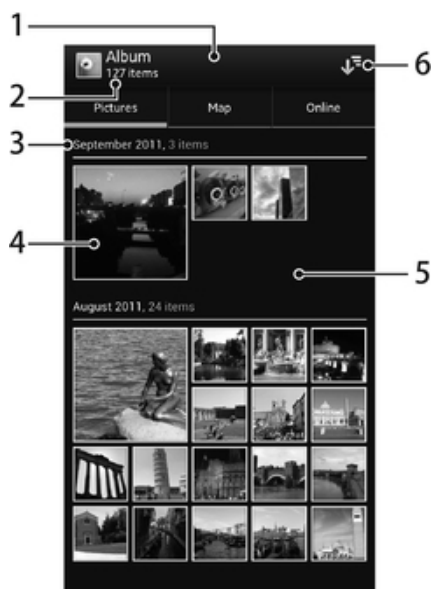 1
Album
127 items
6
2
Pictures Map Online
3
September 2011, 3 items
4
5
August 2011, 24 items